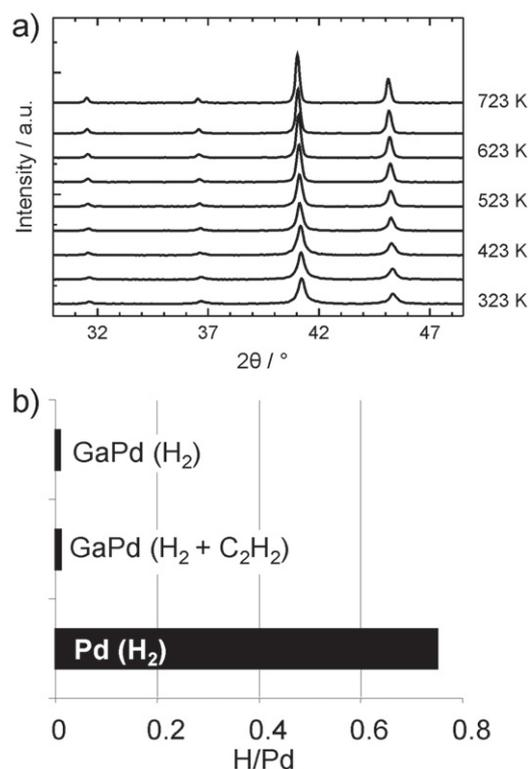 a)
Intensity / a.u.
723 K
623 K
523 K
423 K
323 K
32 37 42 47
2θ / °
b)
GaPd (H₂)
GaPd (H₂ + C₂H₂)
Pd (H₂)
0 0.2 0.4 0.6 0.8
H/Pd